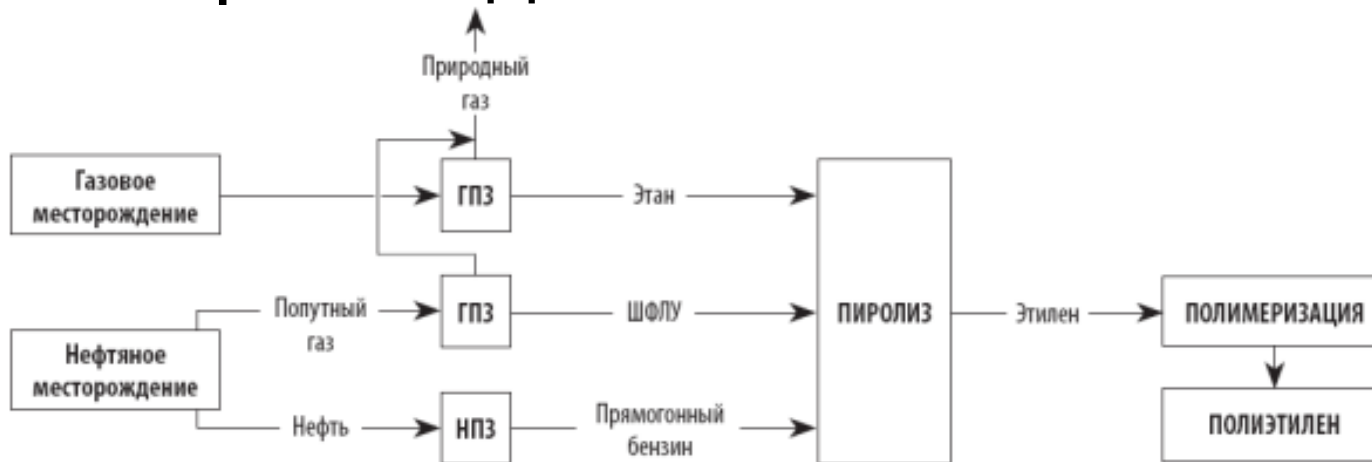 Природный
газ
Газовое
месторождение
ГПЗ
Этан
Попутный
газ
ГПЗ
ШФЛУ
ПИРОЛИЗ
Этилен
ПОЛИМЕРИЗАЦИЯ
Нефтяное
месторождение
Нефть
НПЗ
Прямогонный
бензин
ПОЛИЭТИЛЕН